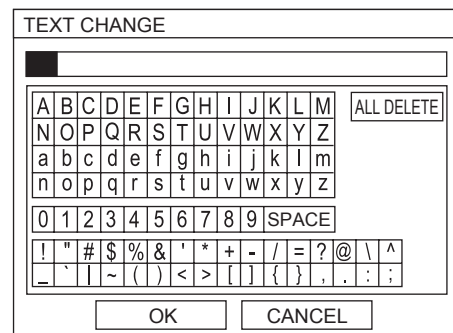 TEXT CHANGE
A B C D E F G H I J K L M ALL DELETE
N O P Q R S T U V W X Y Z
a b c d e f g h i j k l m
n o p q r s t u v w x y z
0 1 2 3 4 5 6 7 8 9 SPACE
! " # $ % & ' * + - / = ? @ \ ^
_ ` | ~ ( ) < > [ ] { } , . : ;
OK CANCEL